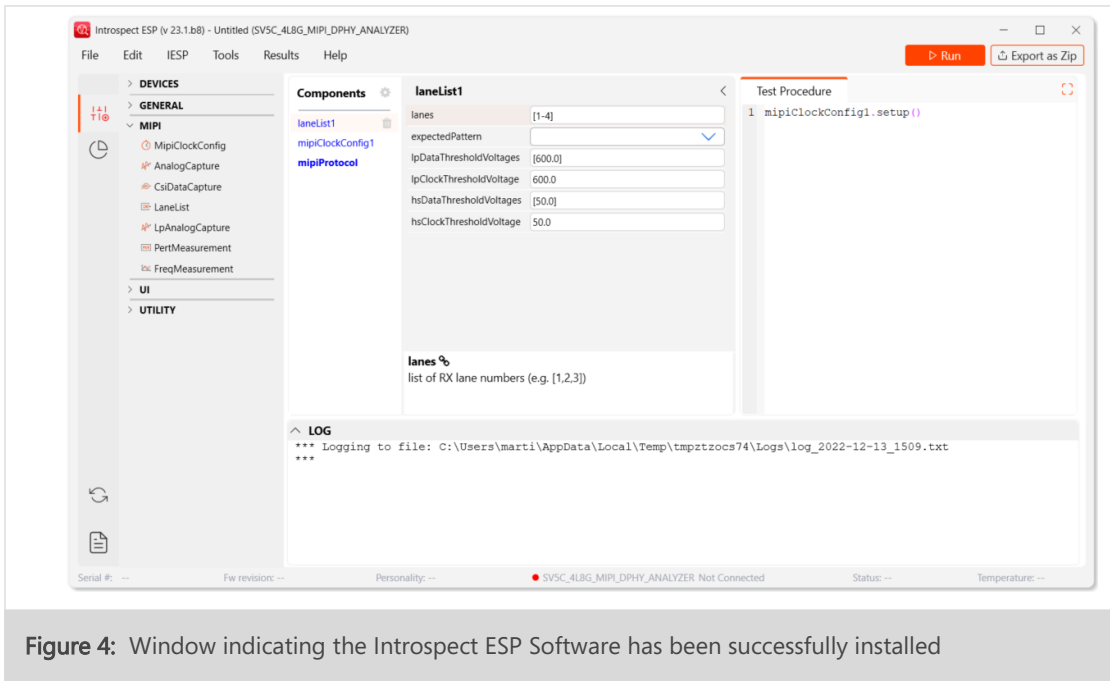 Introspect ESP (v 23.1.b8) - Untitled (SV5C_4L8G_MIPI_DPHY_ANALYZER)
File Edit IESP Tools Results Help
Run
Export as Zip
DEVICES
GENERAL
MIPI
MipiClockConfig
AnalogCapture
CsiDataCapture
LaneList
LpAnalogCapture
PertMeasurement
FreqMeasurement
UI
UTILITY
Components
laneList1
mipiClockConfig1
mipiProtocol
laneList1
lanes [1-4]
expectedPattern
lpDataThresholdVoltages [600.0]
lpClockThresholdVoltage 600.0
hsDataThresholdVoltages [50.0]
hsClockThresholdVoltage 50.0
lanes
list of RX lane numbers (e.g. [1,2,3])
Test Procedure
1 mipiClockConfig1.setup()
LOG
*** Logging to file: C:\Users\marti\AppData\Local\Temp\tmpztzocs74\Logs\log_2022-12-13_1509.txt
***
Serial #: -- Fw revision: -- Personality: -- SV5C_4L8G_MIPI_DPHY_ANALYZER Not Connected Status: -- Temperature: --
Figure 4: Window indicating the Introspect ESP Software has been successfully installed